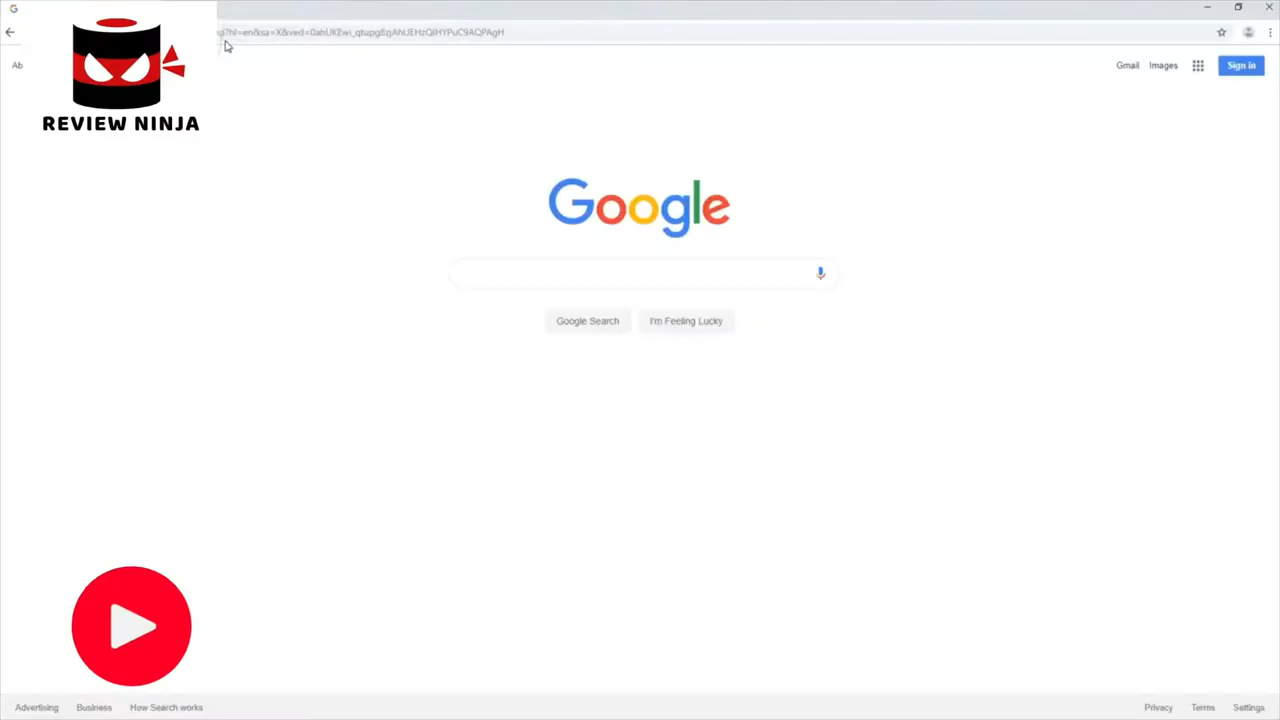 Ab
REVIEW NINJA
Gmail Images Sign in
Google
Google Search I'm Feeling Lucky
Advertising Business How Search works Privacy Terms Settings